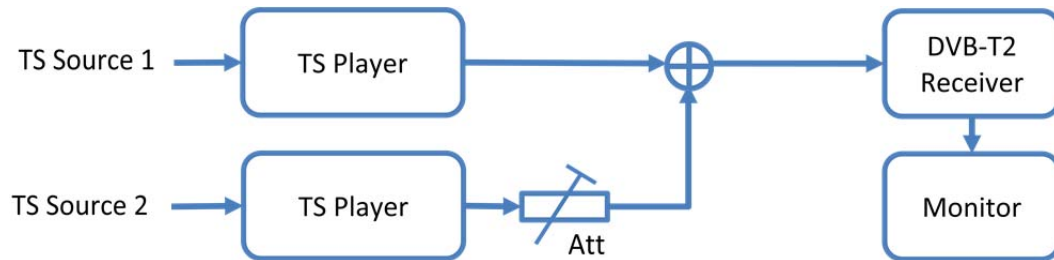 TS Source 1
TS Player
DVB-T2
Receiver
TS Source 2
TS Player
Att
Monitor